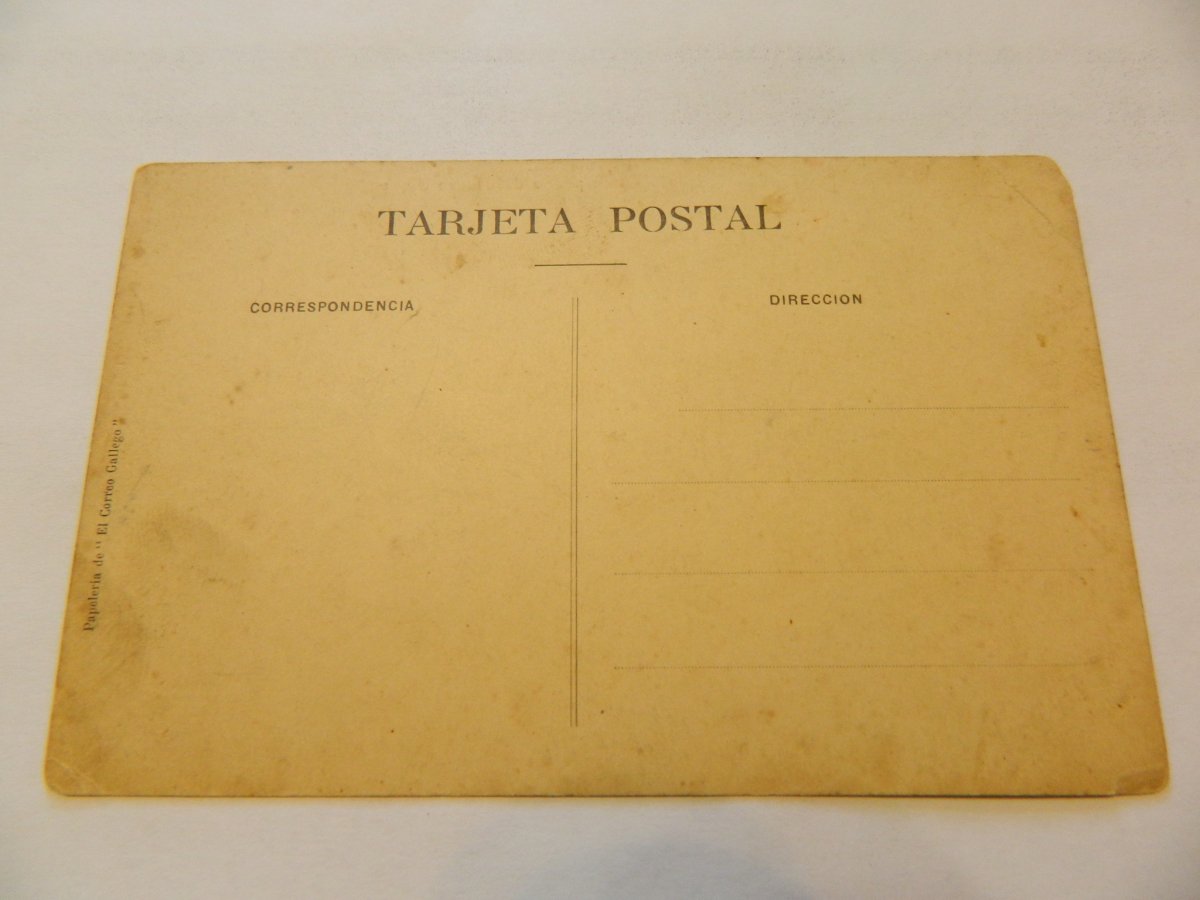 TARJETA POSTAL
CORRESPONDENCIA
DIRECCION
Papelería de " El Correo Gallego "